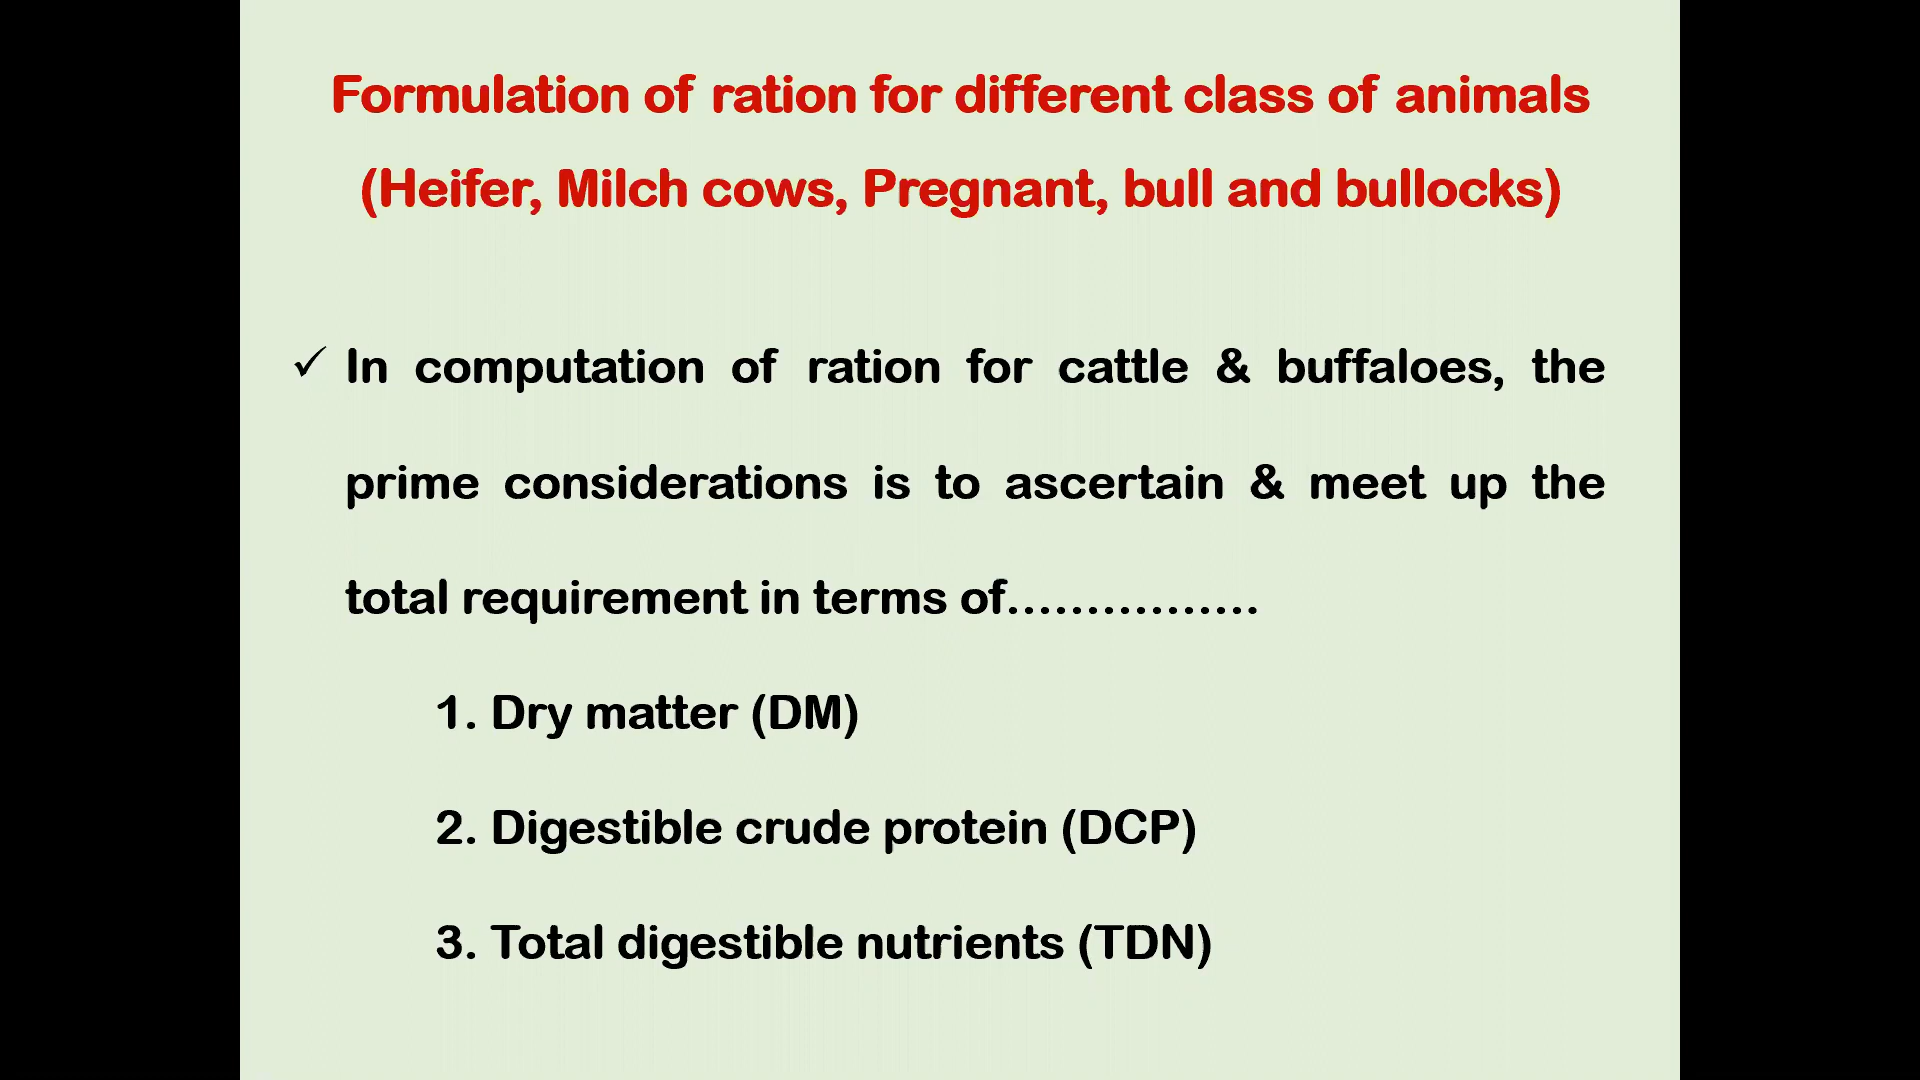 Formulation of ration for different class of animals
(Heifer, Milch cows, Pregnant, bull and bullocks)
✓ In computation of ration for cattle & buffaloes, the
prime considerations is to ascertain & meet up the
total requirement in terms of................
1. Dry matter (DM)
2. Digestible crude protein (DCP)
3. Total digestible nutrients (TDN)